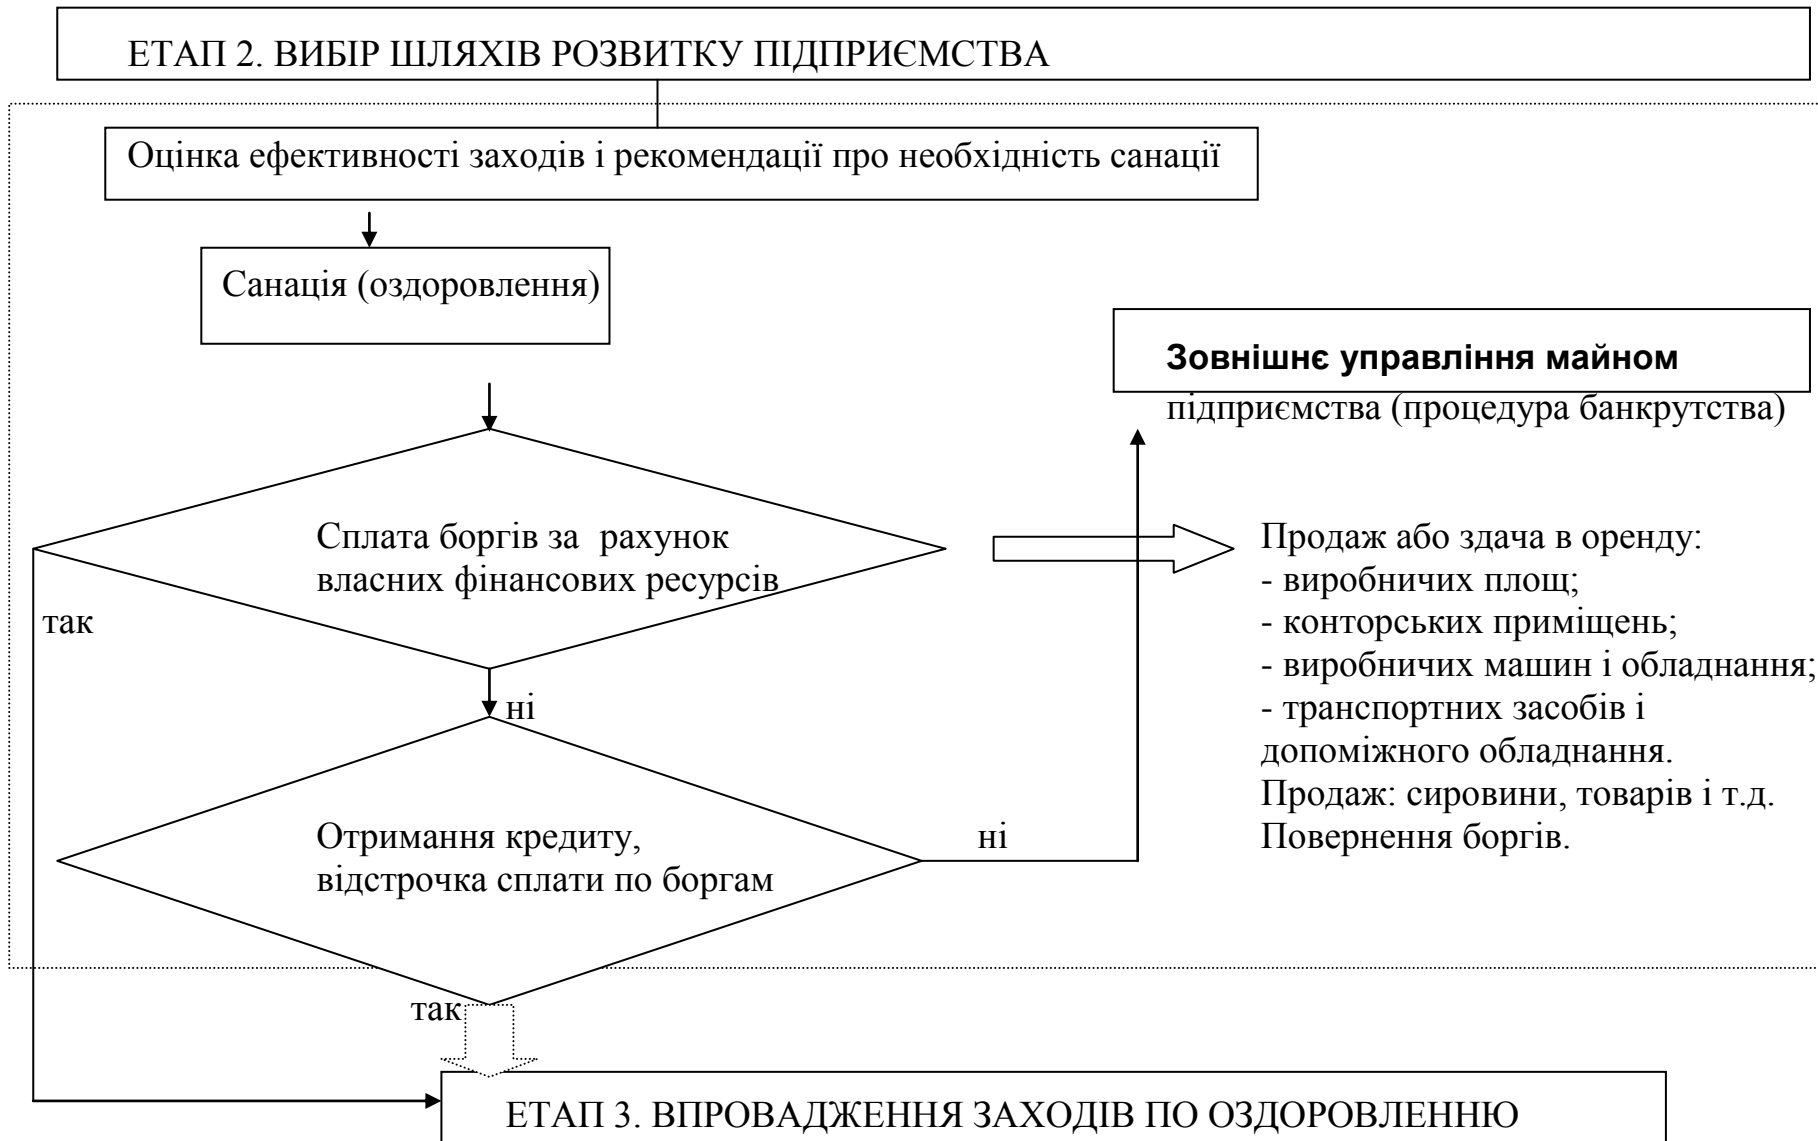 ЕТАП 2. ВИБІР ШЛЯХІВ РОЗВИТКУ ПІДПРИЄМСТВА
Оцінка ефективності заходів і рекомендації про необхідність санації
Санація (оздоровлення)
Зовнішнє управління майном
підприємства (процедура банкрутства)
Сплата боргів за рахунок
власних фінансових ресурсів
так
ні
Продаж або здача в оренду:
- виробничих площ;
- конторських приміщень;
- виробничих машин і обладнання;
- транспортних засобів і
допоміжного обладнання.
Продаж: сировини, товарів і т.д.
Повернення боргів.
Отримання кредиту,
відстрочка сплати по боргам
ні
так
ЕТАП 3. ВПРОВАДЖЕННЯ ЗАХОДІВ ПО ОЗДОРОВЛЕННЮ